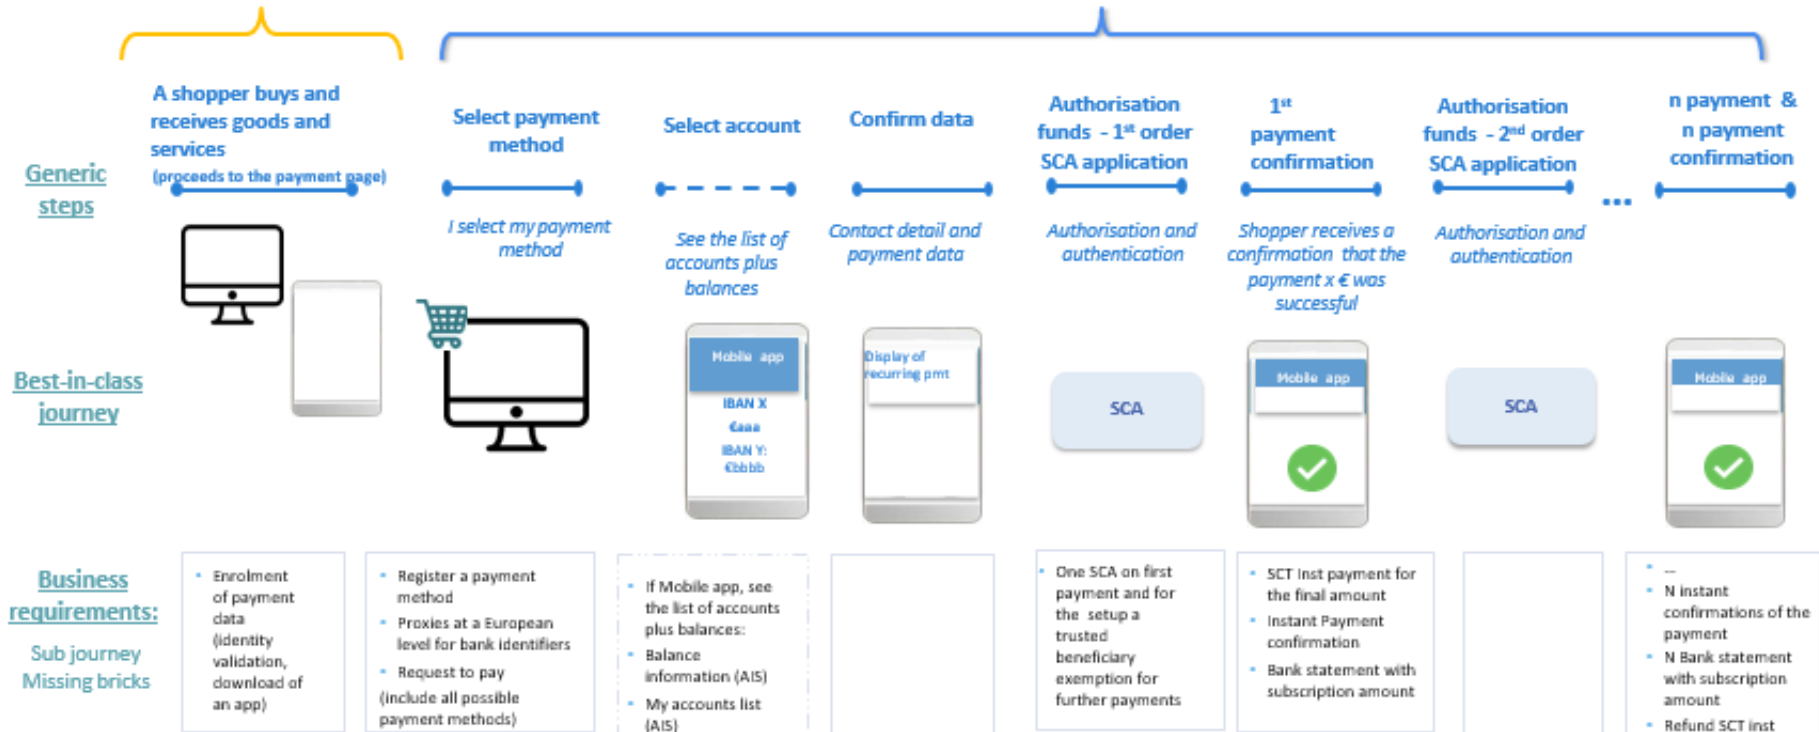 A shopper buys and
receives goods and
services
(proceeds to the payment page)
Select payment
method
Select account
Confirm data
Authorisation
funds - 1st order
SCA application
1st
payment
confirmation
Authorisation
funds - 2nd order
SCA application
n payment &
n payment
confirmation
Generic
steps
...
I select my payment
method
See the list of
accounts plus
balances
Contact detail and
payment data
Authorisation and
authentication
Shopper receives a
confirmation that the
payment x € was
successful
Authorisation and
authentication
Best-in-class
journey
Mobile app
IBAN X
€aaa
IBAN Y:
€bbbb
Display of
recurring pmt
SCA
Mobile app
SCA
Mobile app
Business
requirements:
Sub journey
Missing bricks
▪ Enrolment
of payment
data
(identity
validation,
download of
an app)
▪ Register a payment
method
▪ Proxies at a European
level for bank identifiers
▪ Request to pay
(include all possible
payment methods)
▪ If Mobile app, see
the list of accounts
plus balances:
▪ Balance
information (AIS)
▪ My accounts list
(AIS)
▪ One SCA on first
payment and for
the setup a
trusted
beneficiary
exemption for
further payments
▪ SCT Inst payment for
the final amount
▪ Instant Payment
confirmation
▪ Bank statement with
subscription amount
▪ ...
▪ N instant
confirmations of the
payment
▪ N Bank statement
with subscription
amount
▪ Refund SCT inst